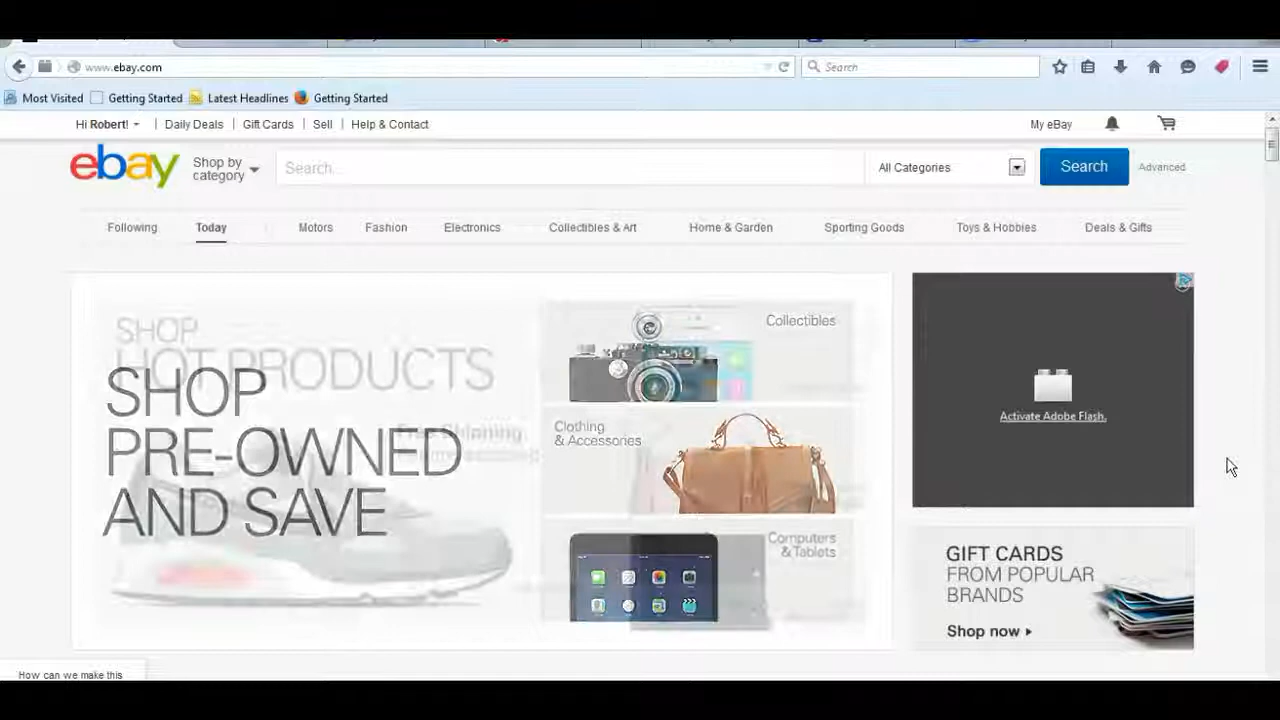 www.ebay.com
Search
Most Visited
Getting Started
Latest Headlines
Getting Started
Hi Robert!
Daily Deals
Gift Cards
Sell
Help & Contact
My eBay
ebay
Shop by
category
Search...
All Categories
Search
Advanced
Following
Today
Motors
Fashion
Electronics
Collectibles & Art
Home & Garden
Sporting Goods
Toys & Hobbies
Deals & Gifts
SHOP
HOT PRODUCTS
SHOP
PRE-OWNED
AND SAVE
Free Shipping
Collectibles
Clothing
& Accessories
Computers
& Tablets
Activate Adobe Flash.
GIFT CARDS
FROM POPULAR
BRANDS
Shop now
How can we make this